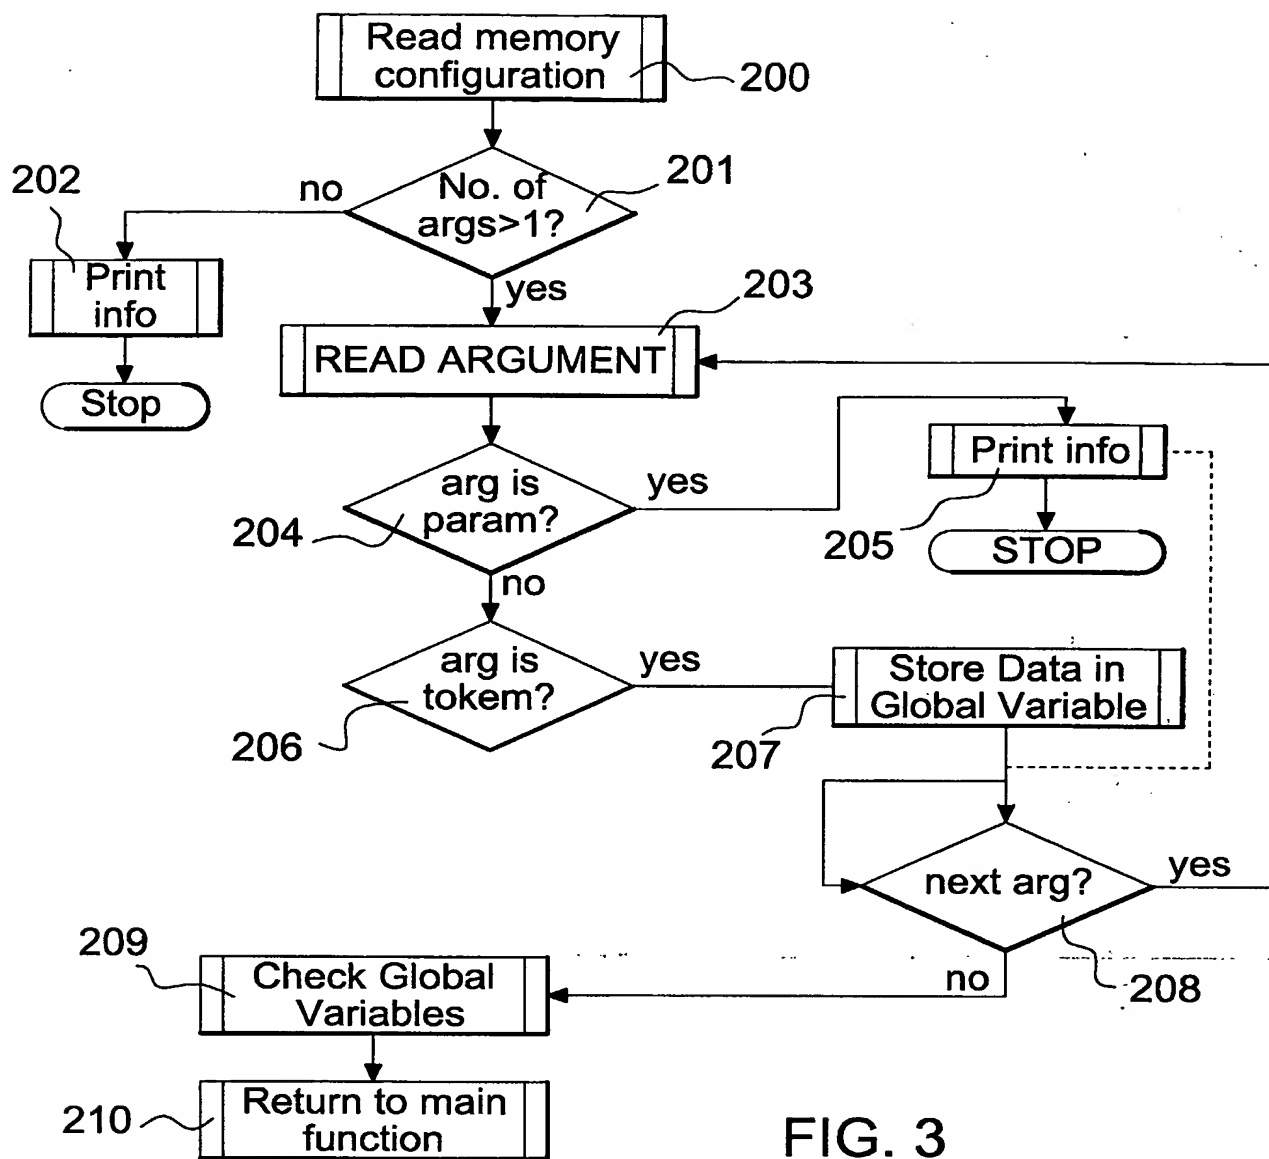 Read memory
configuration
200
No. of
args>1?
201
no
202
Print
info
Stop
yes
203
READ ARGUMENT
arg is
param?
204
yes
Print info
205
STOP
no
arg is
tokem?
206
yes
Store Data in
Global Variable
207
next arg?
yes
208
no
209
Check Global
Variables
Return to main
function
210
FIG. 3